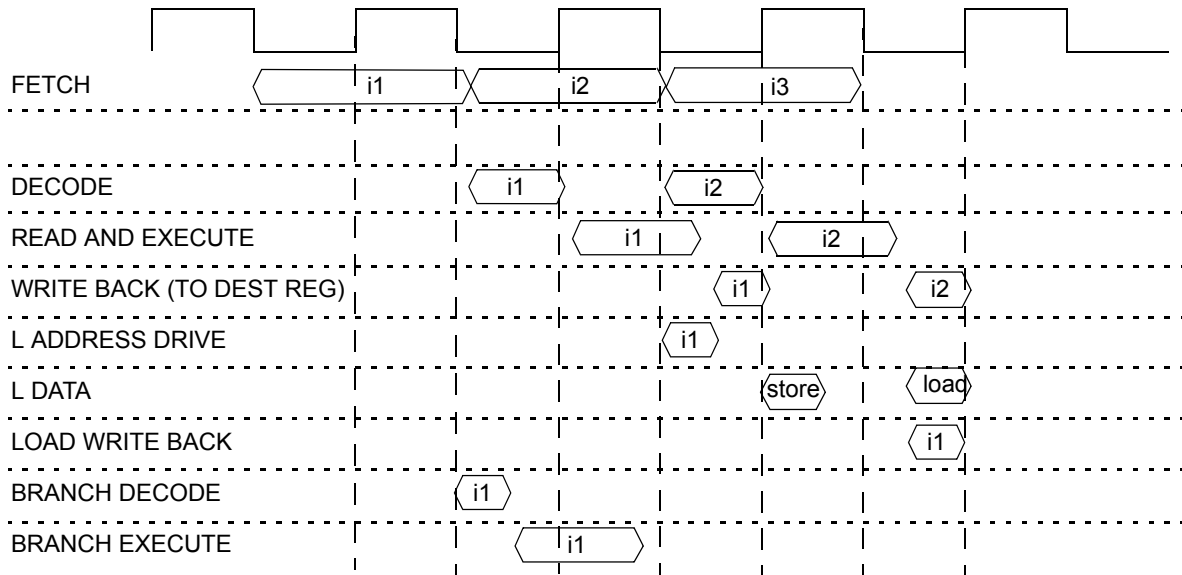 FETCH i1 i2 i3
DECODE i1 i2
READ AND EXECUTE i1 i2
WRITE BACK (TO DEST REG) i1 i2
L ADDRESS DRIVE i1
L DATA store load
LOAD WRITE BACK i1
BRANCH DECODE i1
BRANCH EXECUTE i1